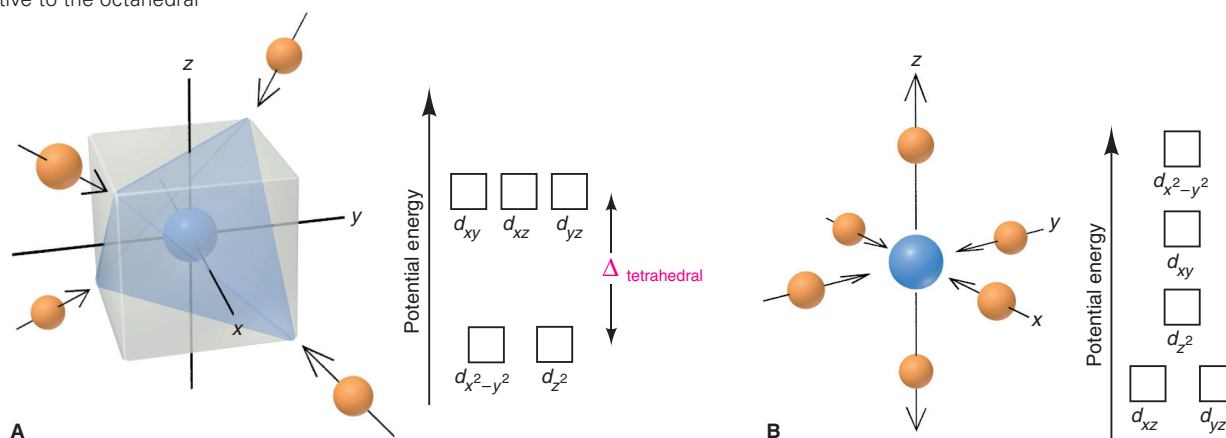 tive to the octahedral
z
y
x
A
Potential energy
dxy dxz dyz
Δ tetrahedral
dx²−y² dz²
z
y
x
B
Potential energy
dx²−y²
dxy
dz²
dxz dyz